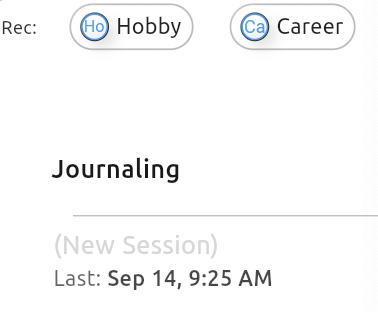 Rec: Ho Hobby Ca Career
Journaling
(New Session)
Last: Sep 14, 9:25 AM